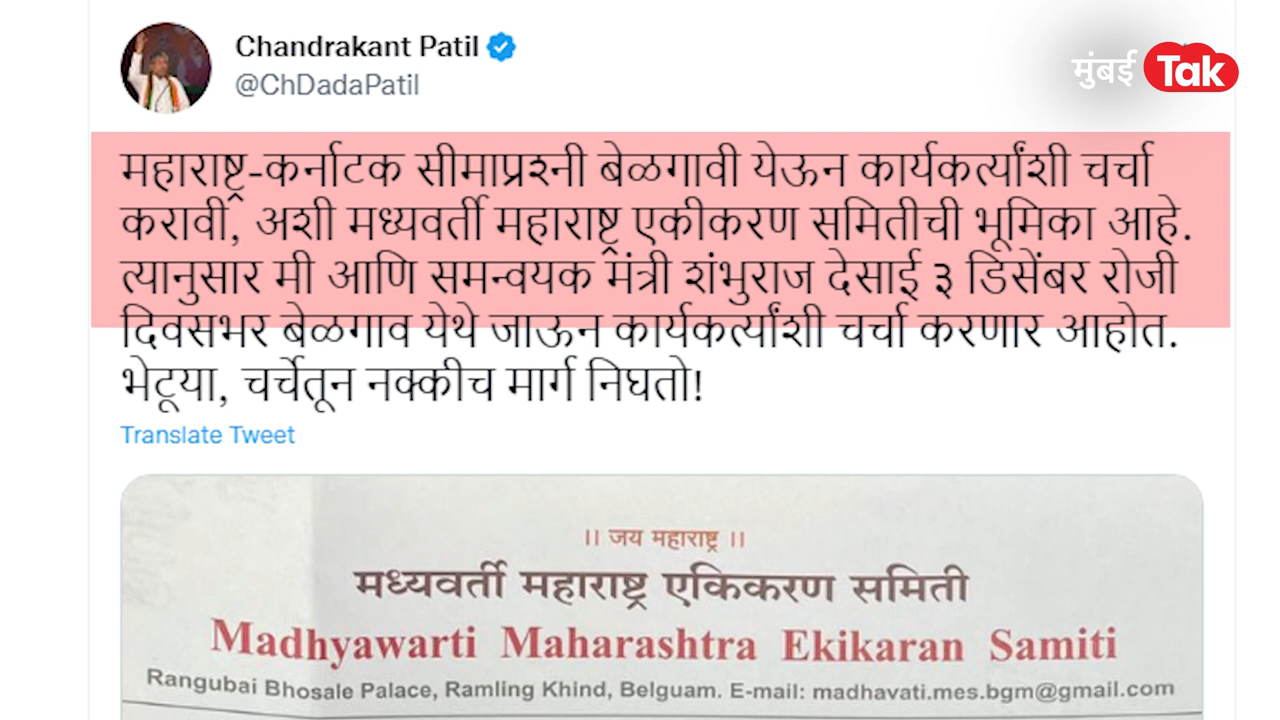 Chandrakant Patil
@ChDadaPatil
मुंबई Tak
महाराष्ट्र-कर्नाटक सीमाप्रश्नी बेळगावी येऊन कार्यकर्त्यांशी चर्चा
करावी, अशी मध्यवर्ती महाराष्ट्र एकीकरण समितीची भूमिका आहे.
त्यानुसार मी आणि समन्वयक मंत्री शंभुराज देसाई ३ डिसेंबर रोजी
दिवसभर बेळगाव येथे जाऊन कार्यकर्त्यांशी चर्चा करणार आहोत.
भेटूया, चर्चेतून नक्कीच मार्ग निघतो!
Translate Tweet
।। जय महाराष्ट्र ।।
मध्यवर्ती महाराष्ट्र एकिकरण समिती
Madhyawarti Maharashtra Ekikaran Samiti
Rangubai Bhosale Palace, Ramling Khind, Belguam. E-mail: madhavati.mes.bgm@gmail.com